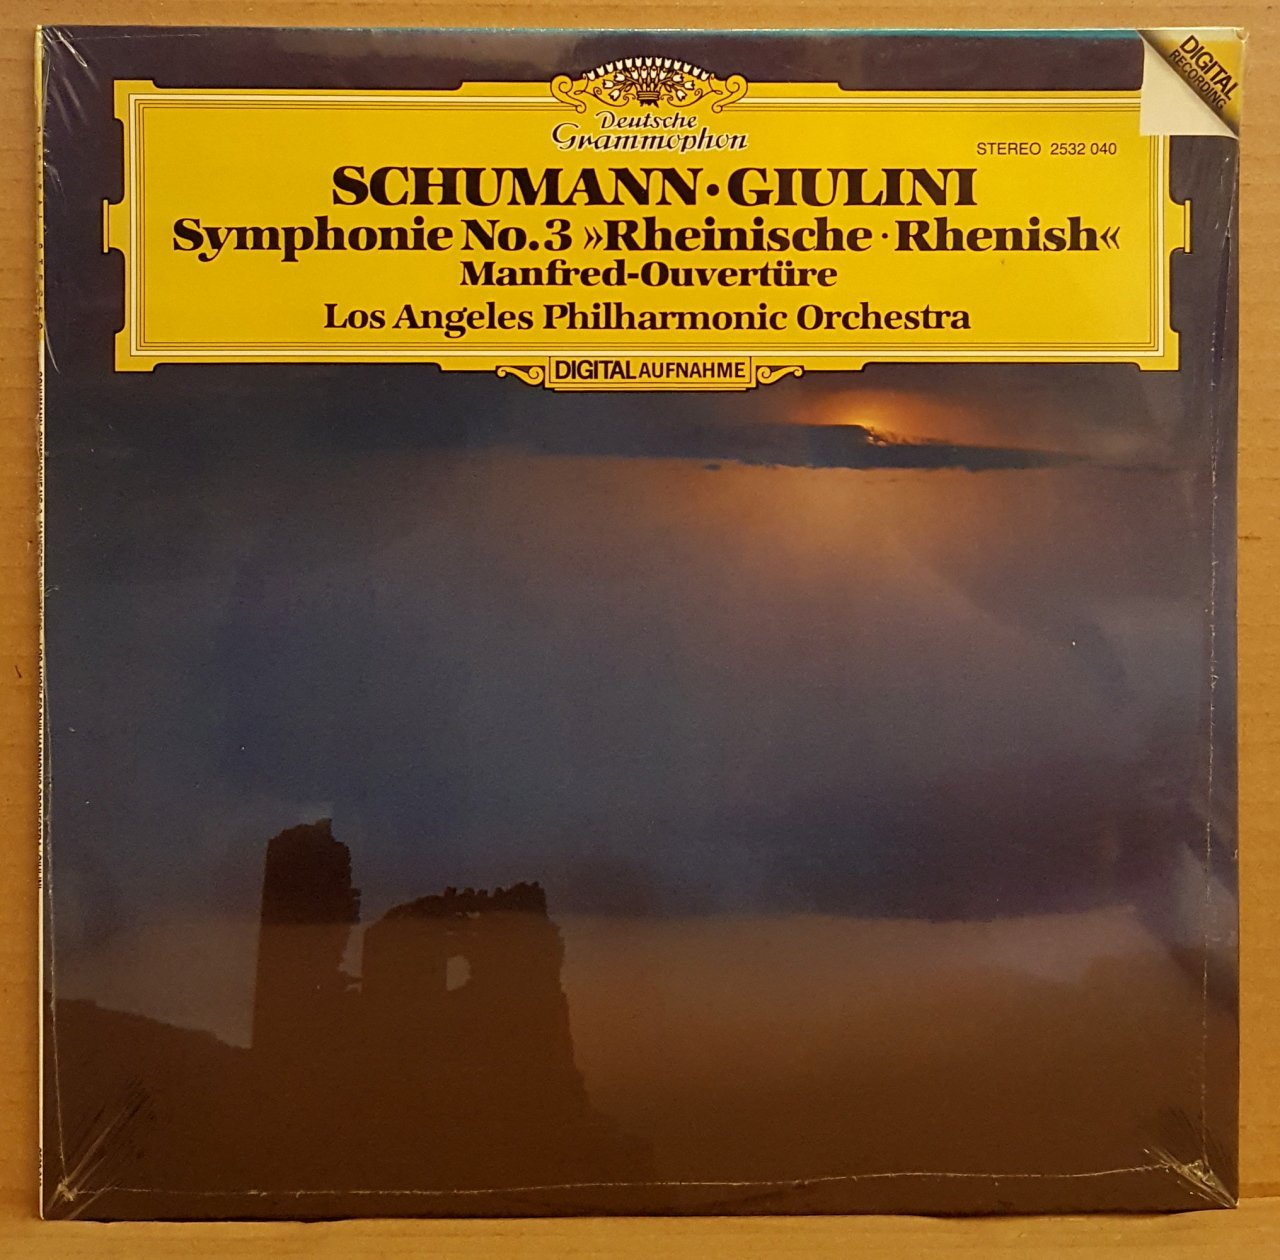 DIGITAL
RECORDING
Deutsche
Grammophon
STEREO 2532 040
SCHUMANN · GIULINI
Symphonie No. 3 »Rheinische · Rhenish«
Manfred-Ouvertüre
Los Angeles Philharmonic Orchestra
DIGITAL AUFNAHME